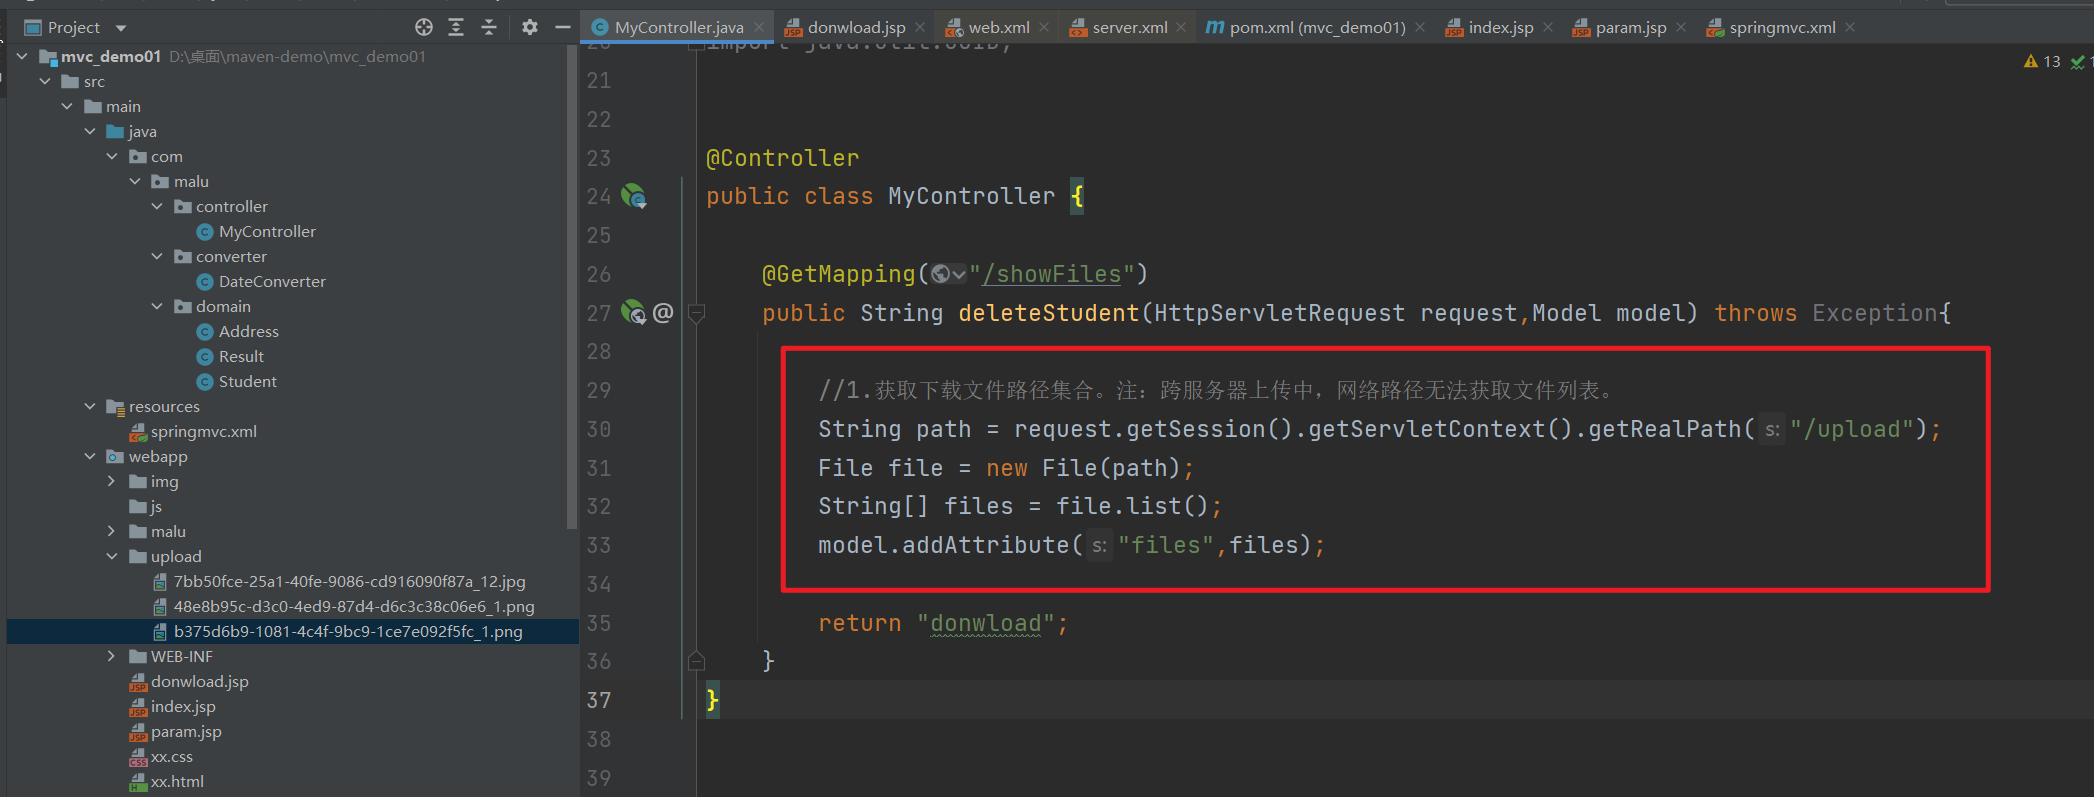 Project
mvc_demo01 D:\桌面\maven-demo\mvc_demo01
src
main
java
com
malu
controller
MyController
converter
DateConverter
domain
Address
Result
Student
resources
springmvc.xml
webapp
img
js
malu
upload
7bb50fce-25a1-40fe-9086-cd916090f87a_12.jpg
48e8b95c-d3c0-4ed9-87d4-d6c3c38c06e6_1.png
b375d6b9-1081-4c4f-9bc9-1ce7e092f5fc_1.png
WEB-INF
donwload.jsp
index.jsp
param.jsp
xx.css
xx.html
MyController.java donwload.jsp web.xml server.xml pom.xml (mvc_demo01) index.jsp param.jsp springmvc.xml
13
20 import java.util.UUID;
21
22
23 @Controller
24 public class MyController {
25
26 @GetMapping("/showFiles")
27 @ public String deleteStudent(HttpServletRequest request,Model model) throws Exception{
28
29 //1.获取下载文件路径集合。注：跨服务器上传中，网络路径无法获取文件列表。
30 String path = request.getSession().getServletContext().getRealPath( s: "/upload");
31 File file = new File(path);
32 String[] files = file.list();
33 model.addAttribute( s: "files",files);
34
35 return "donwload";
36 }
37 }
38
39